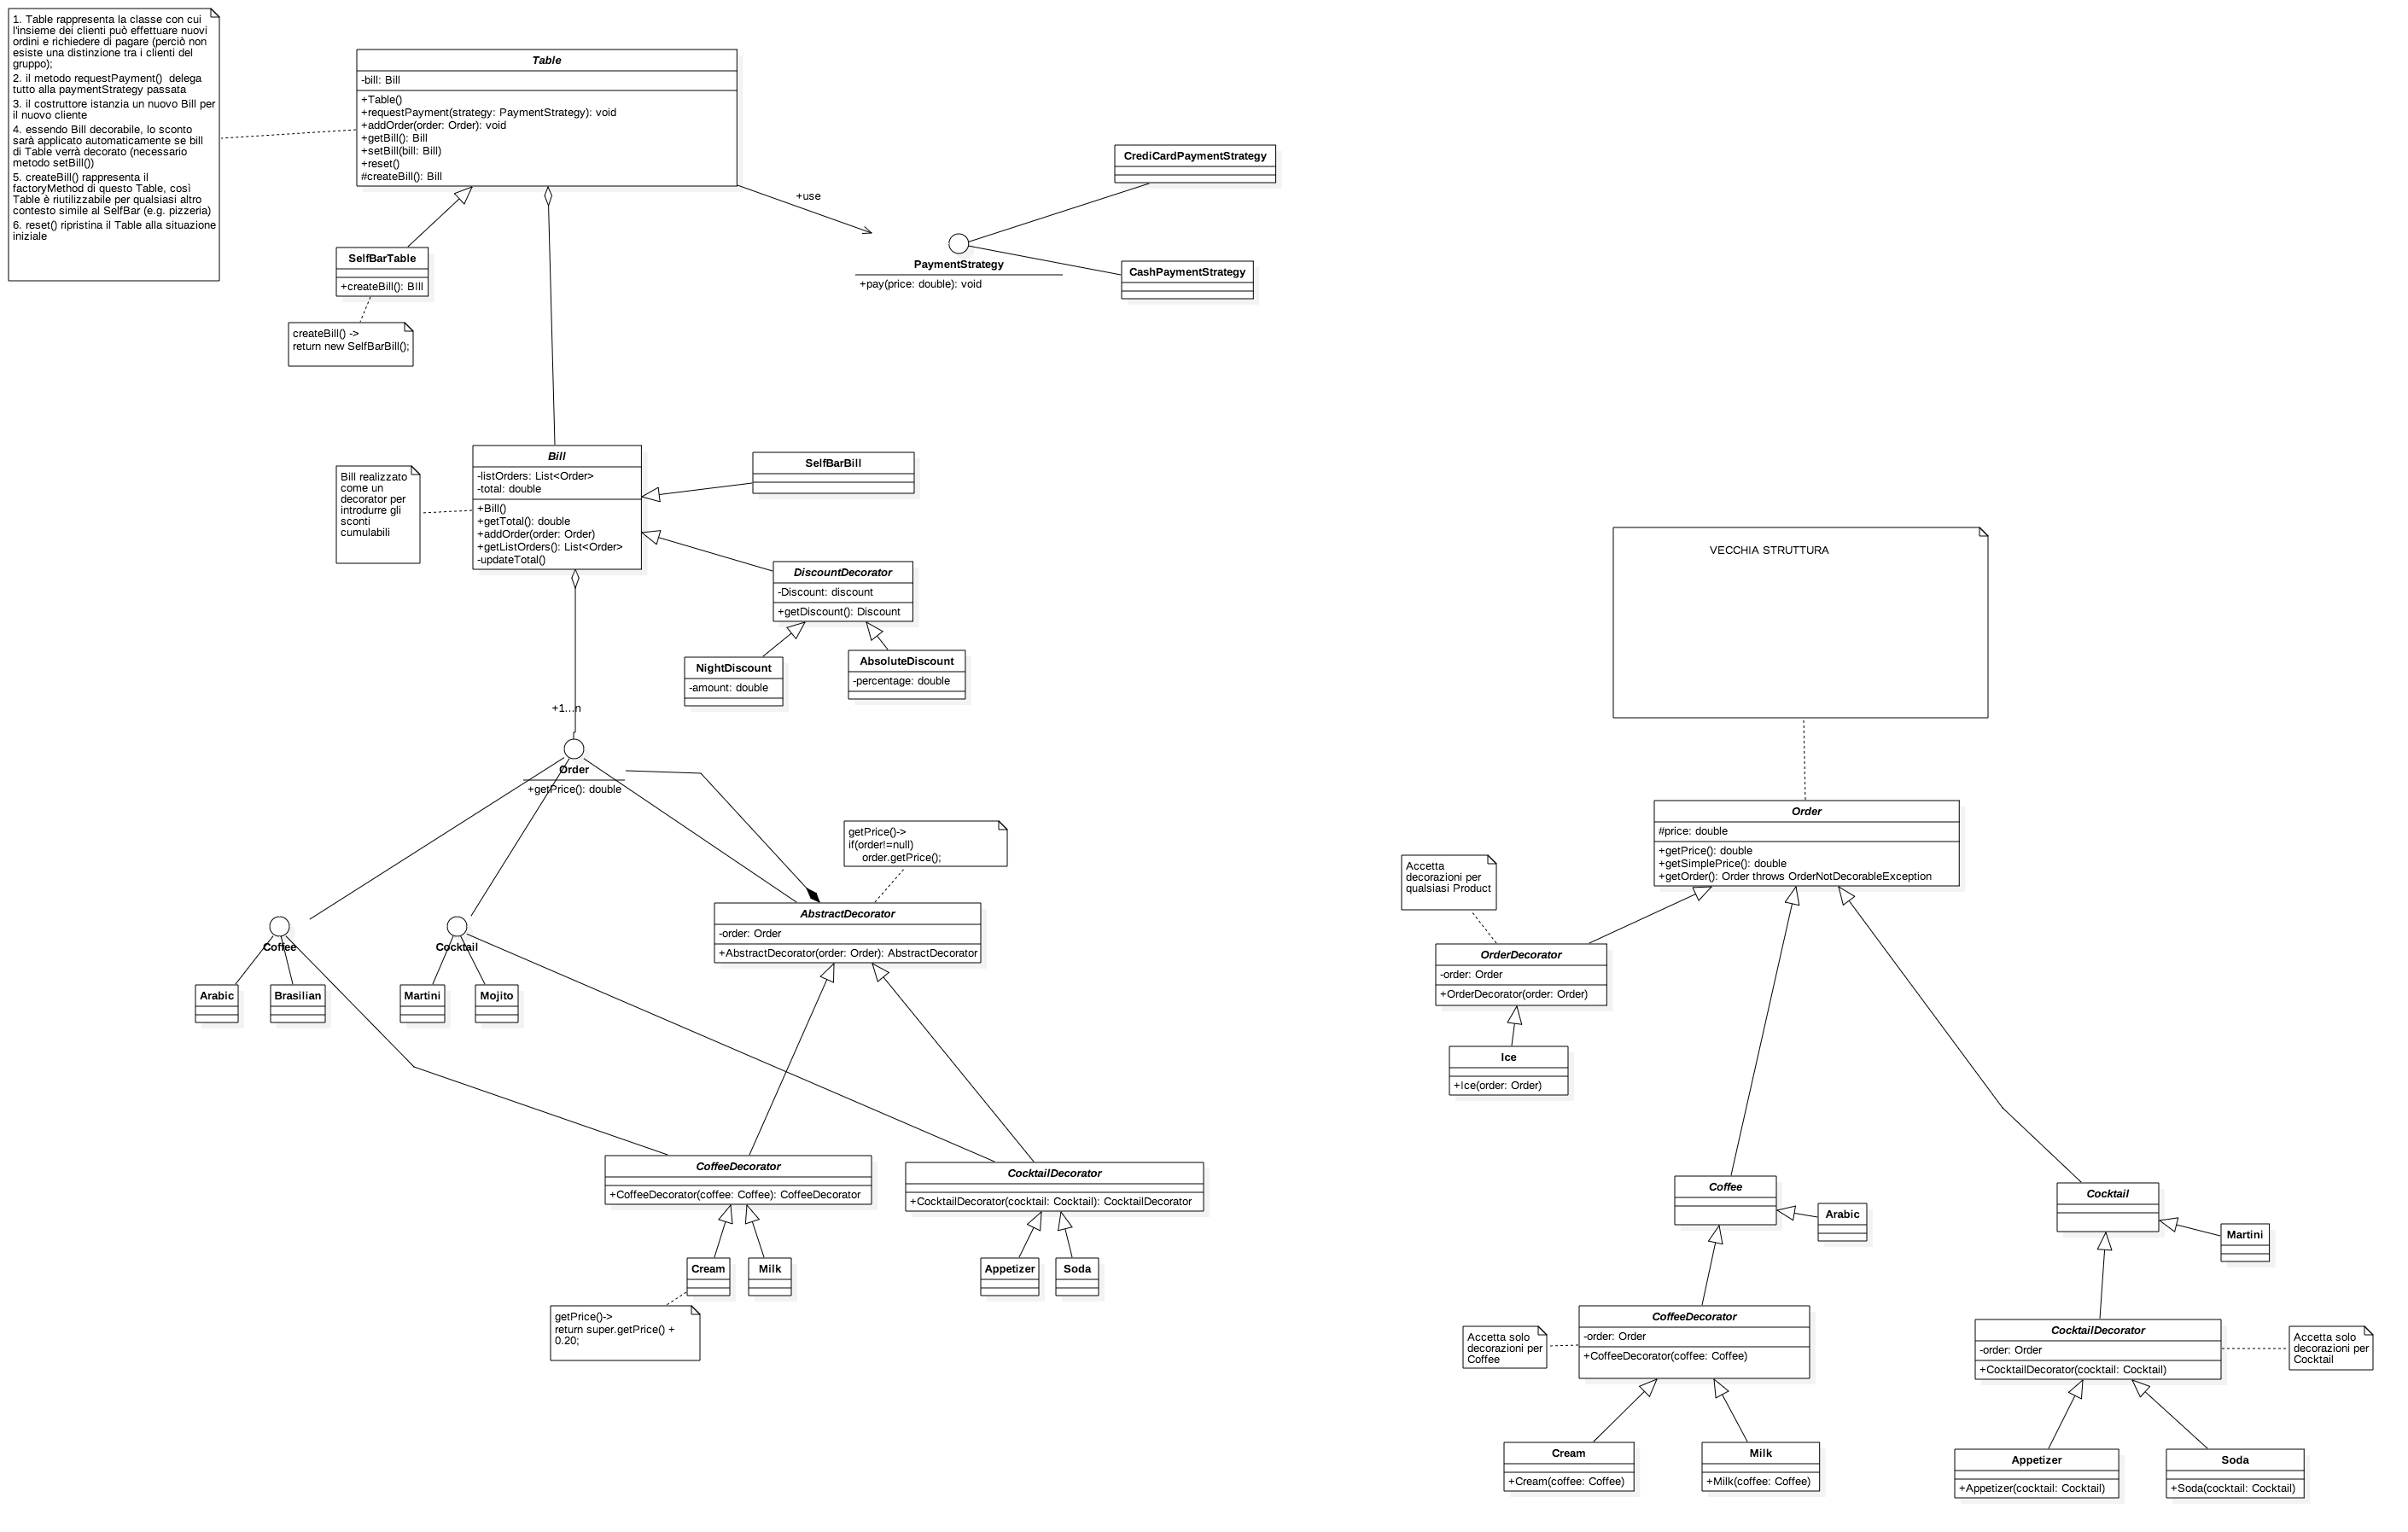 1. Table rappresenta la classe con cui
l'insieme dei clienti può effettuare nuovi
ordini e richiedere di pagare (perciò non
esiste una distinzione tra i clienti del
gruppo);
2. il metodo requestPayment()  delega
tutto alla paymentStrategy passata
3. il costruttore istanzia un nuovo Bill per
il nuovo cliente
4. essendo Bill decorabile, lo sconto
sarà applicato automaticamente se bill
di Table verrà decorato (necessario
metodo setBill())
5. createBill() rappresenta il
factoryMethod di questo Table, così
Table è riutilizzabile per qualsiasi altro
contesto simile al SelfBar (e.g. pizzeria)
6. reset() ripristina il Table alla situazione
iniziale
Table
-bill: Bill
+Table()
+requestPayment(strategy: PaymentStrategy): void
+addOrder(order: Order): void
+getBill(): Bill
+setBill(bill: Bill)
+reset()
#createBill(): Bill
+use
CrediCardPaymentStrategy
PaymentStrategy
+pay(price: double): void
CashPaymentStrategy
SelfBarTable
+createBill(): BIll
createBill() ->
return new SelfBarBill();
Bill realizzato
come un
decorator per
introdurre gli
sconti
cumulabili
Bill
-listOrders: List<Order>
-total: double
+Bill()
+getTotal(): double
+addOrder(order: Order)
+getListOrders(): List<Order>
-updateTotal()
SelfBarBill
DiscountDecorator
-Discount: discount
+getDiscount(): Discount
NightDiscount
-amount: double
AbsoluteDiscount
-percentage: double
+1...n
Order
+getPrice(): double
getPrice()->
if(order!=null)
order.getPrice();
AbstractDecorator
-order: Order
+AbstractDecorator(order: Order): AbstractDecorator
Coffee
Cocktail
Arabic
Brasilian
Martini
Mojito
CoffeeDecorator
+CoffeeDecorator(coffee: Coffee): CoffeeDecorator
CocktailDecorator
+CocktailDecorator(cocktail: Cocktail): CocktailDecorator
Cream
Milk
Appetizer
Soda
getPrice()->
return super.getPrice() +
0.20;
VECCHIA STRUTTURA
Order
#price: double
+getPrice(): double
+getSimplePrice(): double
+getOrder(): Order throws OrderNotDecorableException
Accetta
decorazioni per
qualsiasi Product
OrderDecorator
-order: Order
+OrderDecorator(order: Order)
Ice
+Ice(order: Order)
Coffee
Arabic
Cocktail
Martini
Accetta solo
decorazioni per
Coffee
CoffeeDecorator
-order: Order
+CoffeeDecorator(coffee: Coffee)
CocktailDecorator
-order: Order
+CocktailDecorator(cocktail: Cocktail)
Accetta solo
decorazioni per
Cocktail
Cream
+Cream(coffee: Coffee)
Milk
+Milk(coffee: Coffee)
Appetizer
+Appetizer(cocktail: Cocktail)
Soda
+Soda(cocktail: Cocktail)